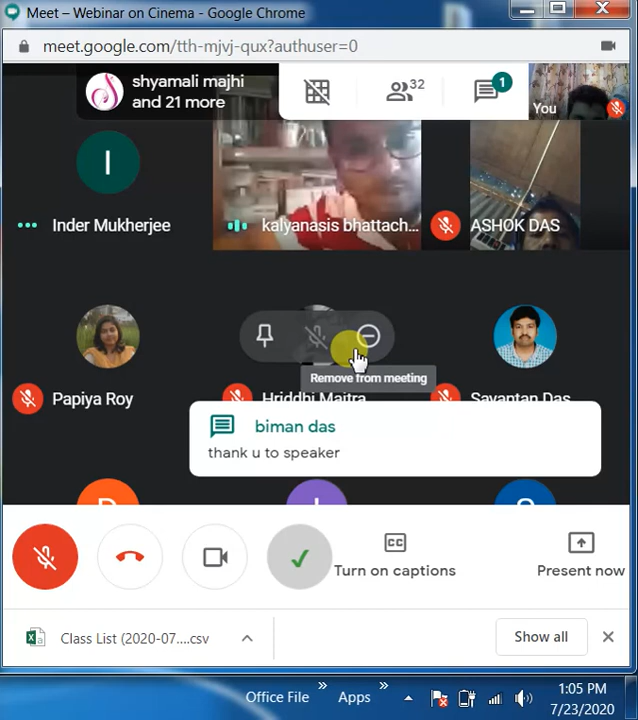 Meet – Webinar on Cinema - Google Chrome
meet.google.com/tth-mjvj-qux?authuser=0
shyamali majhi
and 21 more
32
1
You
I
Inder Mukherjee
kalyanasis bhattach...
ASHOK DAS
Remove from meeting
Papiya Roy
Hriddhi Maitra
Sayantan Das
biman das
thank u to speaker
Turn on captions
Present now
Class List (2020-07....csv
Show all
Office File
»
Apps
»
1:05 PM
7/23/2020